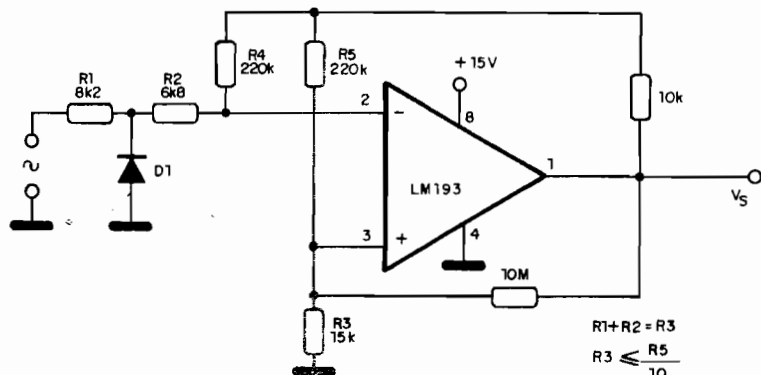 R4
220k
R5
220k
+15V
R1
8k2
R2
6k8
10k
2
-
8
1
~
D1
LM193
VS
3
+
4
10M
R3
15k
R1+R2=R3
R3 ≤ R5
10